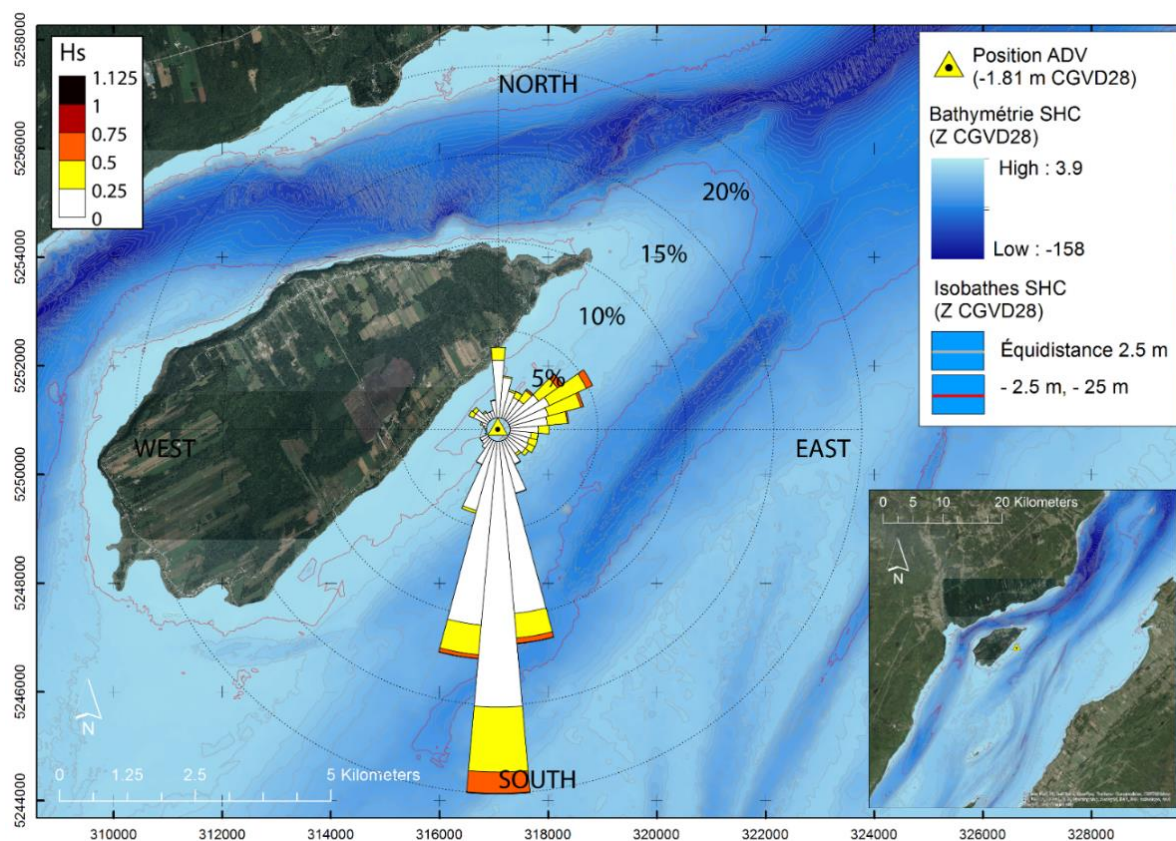 Hs
1.125
1
0.75
0.5
0.25
0
NORTH
20%
15%
10%
5%
WEST
EAST
SOUTH
Position ADV
(-1.81 m CGVD28)
Bathymétrie SHC
(Z CGVD28)
High : 3.9
Low : -158
Isobathes SHC
(Z CGVD28)
Équidistance 2.5 m
- 2.5 m, - 25 m
0 5 10 20 Kilometers
N
N
0 1.25 2.5 5 Kilometers
5258000
5256000
5254000
5252000
5250000
5248000
5246000
5244000
310000 312000 314000 316000 318000 320000 322000 324000 326000 328000